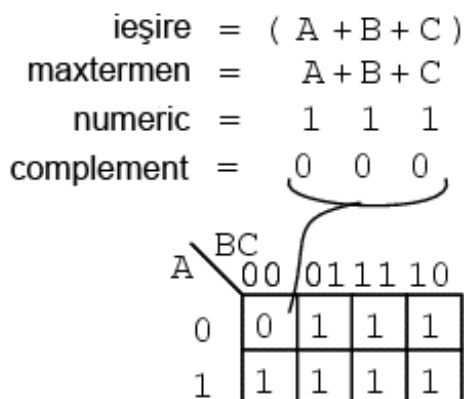 ieşire = ( A + B + C )
maxtermen = A + B + C
numeric = 1 1 1
complement = 0 0 0
A BC 00 01 11 10
0 0 1 1 1
1 1 1 1 1